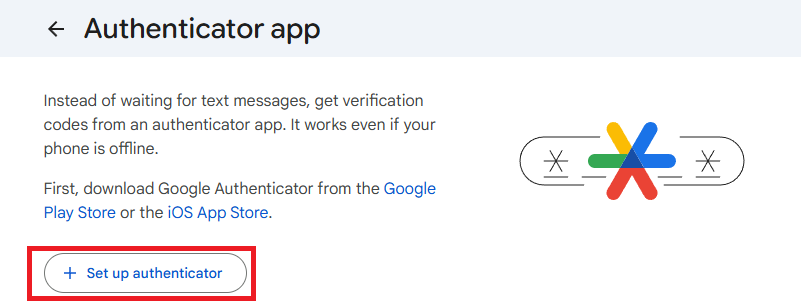 Authenticator app
Instead of waiting for text messages, get verification
codes from an authenticator app. It works even if your
phone is offline.
First, download Google Authenticator from the Google
Play Store or the iOS App Store.
+ Set up authenticator